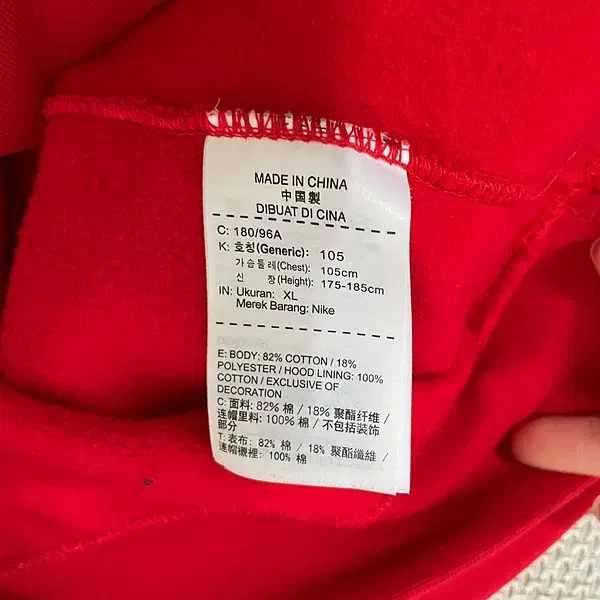 MADE IN CHINA
中国製
DIBUAT DI CINA
C: 180/96A
K: 호칭(Generic): 105
가슴둘레(Chest): 105cm
신 장(Height): 175-185cm
IN: Ukuran: XL
Merek Barang: Nike
E: BODY: 82% COTTON / 18%
POLYESTER / HOOD LINING: 100%
COTTON / EXCLUSIVE OF
DECORATION
C: 面料: 82% 棉 / 18% 聚酯纤维 /
连帽里料: 100% 棉 / 不包括装饰
部分
T: 表布: 82% 棉 / 18% 聚酯纖維 /
連帽襯裡: 100% 棉